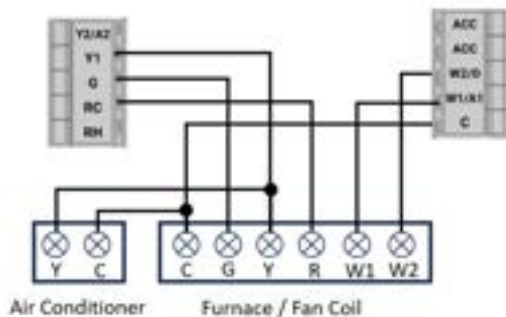 Y2/A2
Y1
G
RC
RH
ACC
ACC
W2/O
W1/A1
C
Y C
C G Y R W1 W2
Air Conditioner
Furnace / Fan Coil